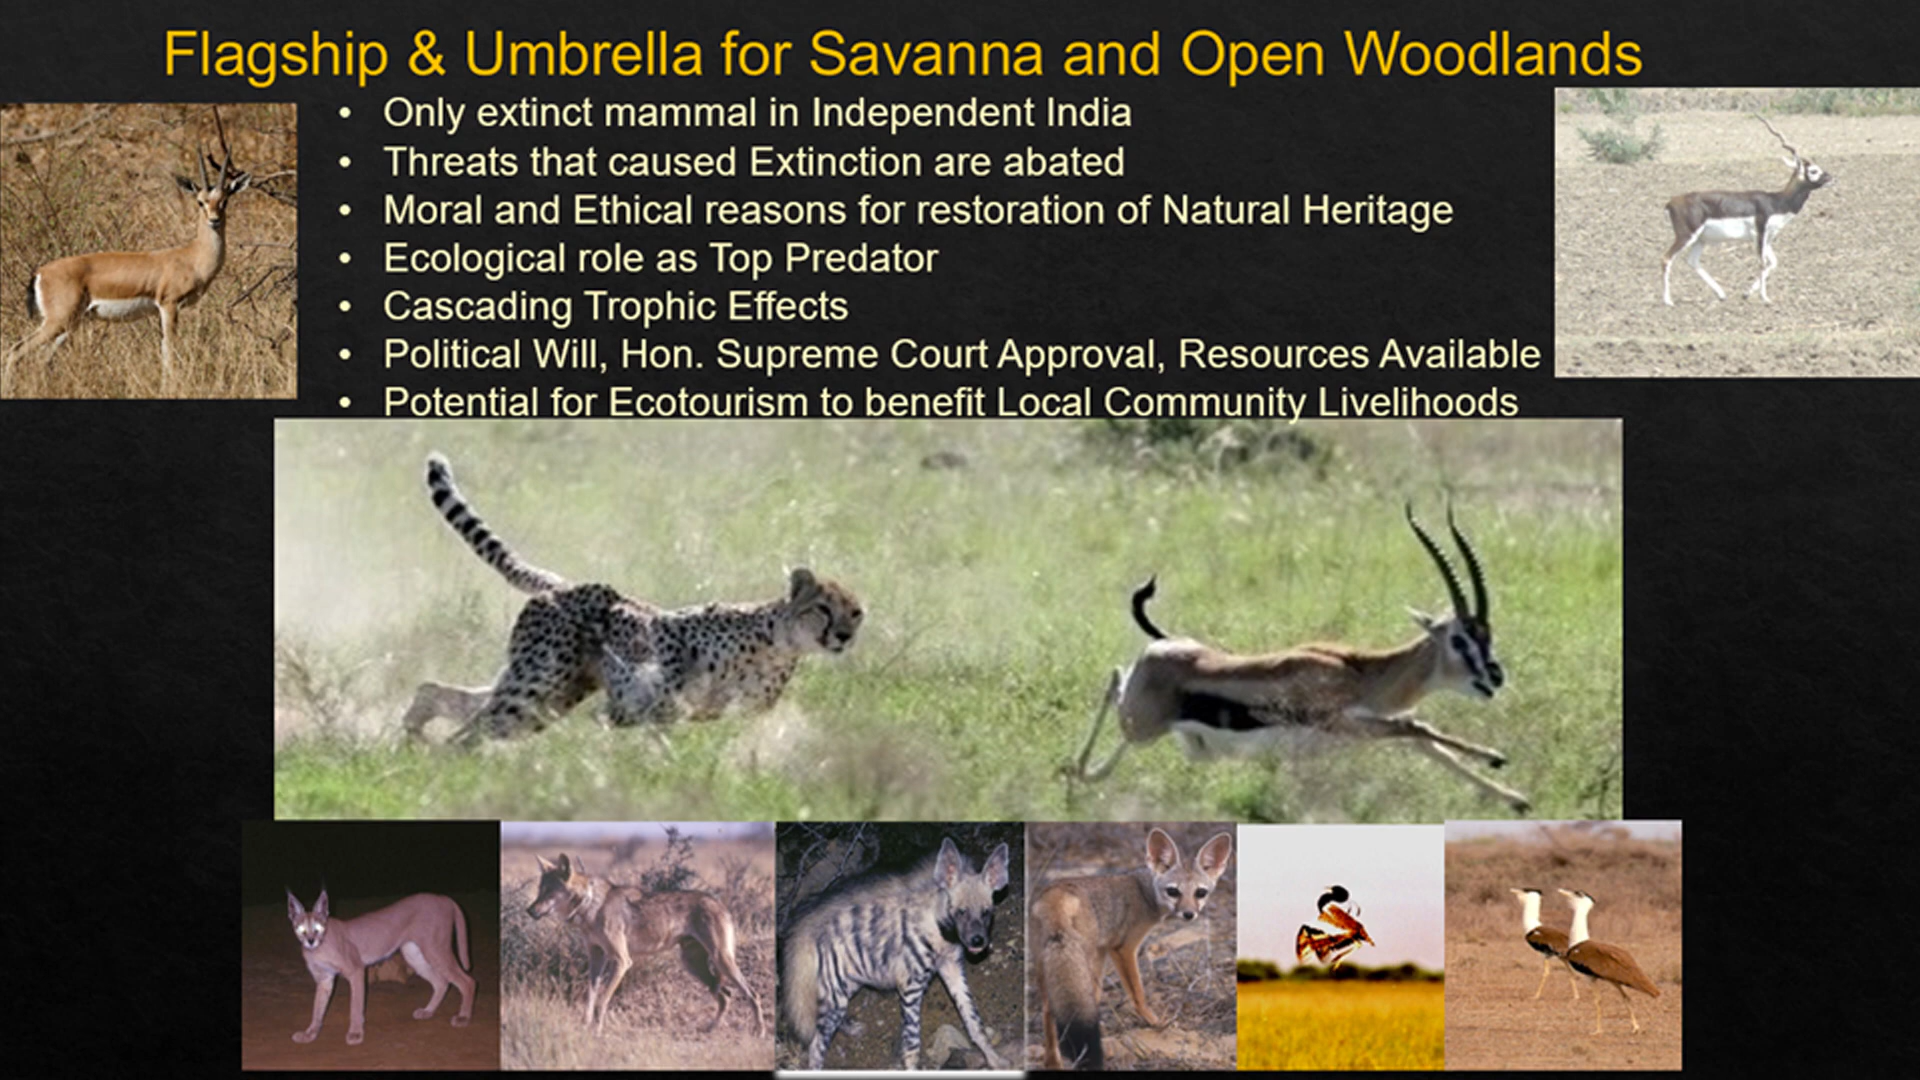 Flagship & Umbrella for Savanna and Open Woodlands
• Only extinct mammal in Independent India
• Threats that caused Extinction are abated
• Moral and Ethical reasons for restoration of Natural Heritage
• Ecological role as Top Predator
• Cascading Trophic Effects
• Political Will, Hon. Supreme Court Approval, Resources Available
• Potential for Ecotourism to benefit Local Community Livelihoods